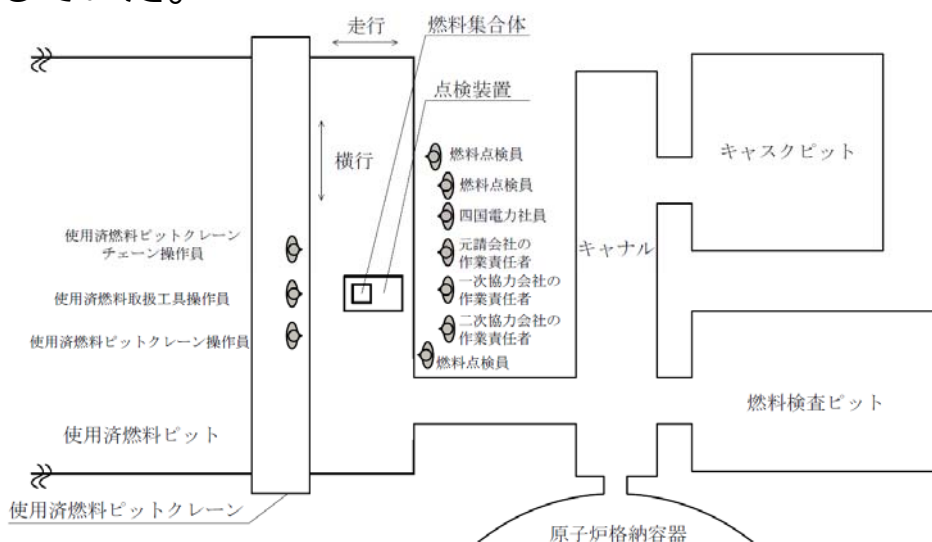 していた。
走行
燃料集合体
点検装置
横行
燃料点検員
燃料点検員
四国電力社員
元請会社の
作業責任者
一次協力会社の
作業責任者
二次協力会社の
作業責任者
燃料点検員
使用済燃料ピットクレーン
チェーン操作員
使用済燃料取扱工具操作員
使用済燃料ピットクレーン操作員
キャナル
キャスクピット
燃料検査ピット
使用済燃料ピット
使用済燃料ピットクレーン
原子炉格納容器